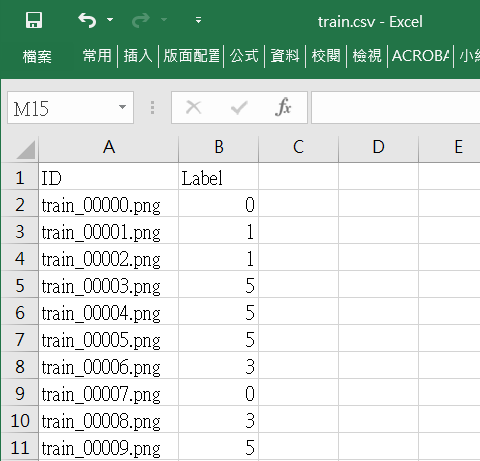 train.csv - Excel
檔案 常用 插入 版面配置 公式 資料 校閱 檢視 ACROBA 小
M15 fx
A B C D E
1 ID Label
2 train_00000.png 0
3 train_00001.png 1
4 train_00002.png 1
5 train_00003.png 5
6 train_00004.png 5
7 train_00005.png 5
8 train_00006.png 3
9 train_00007.png 0
10 train_00008.png 3
11 train_00009.png 5